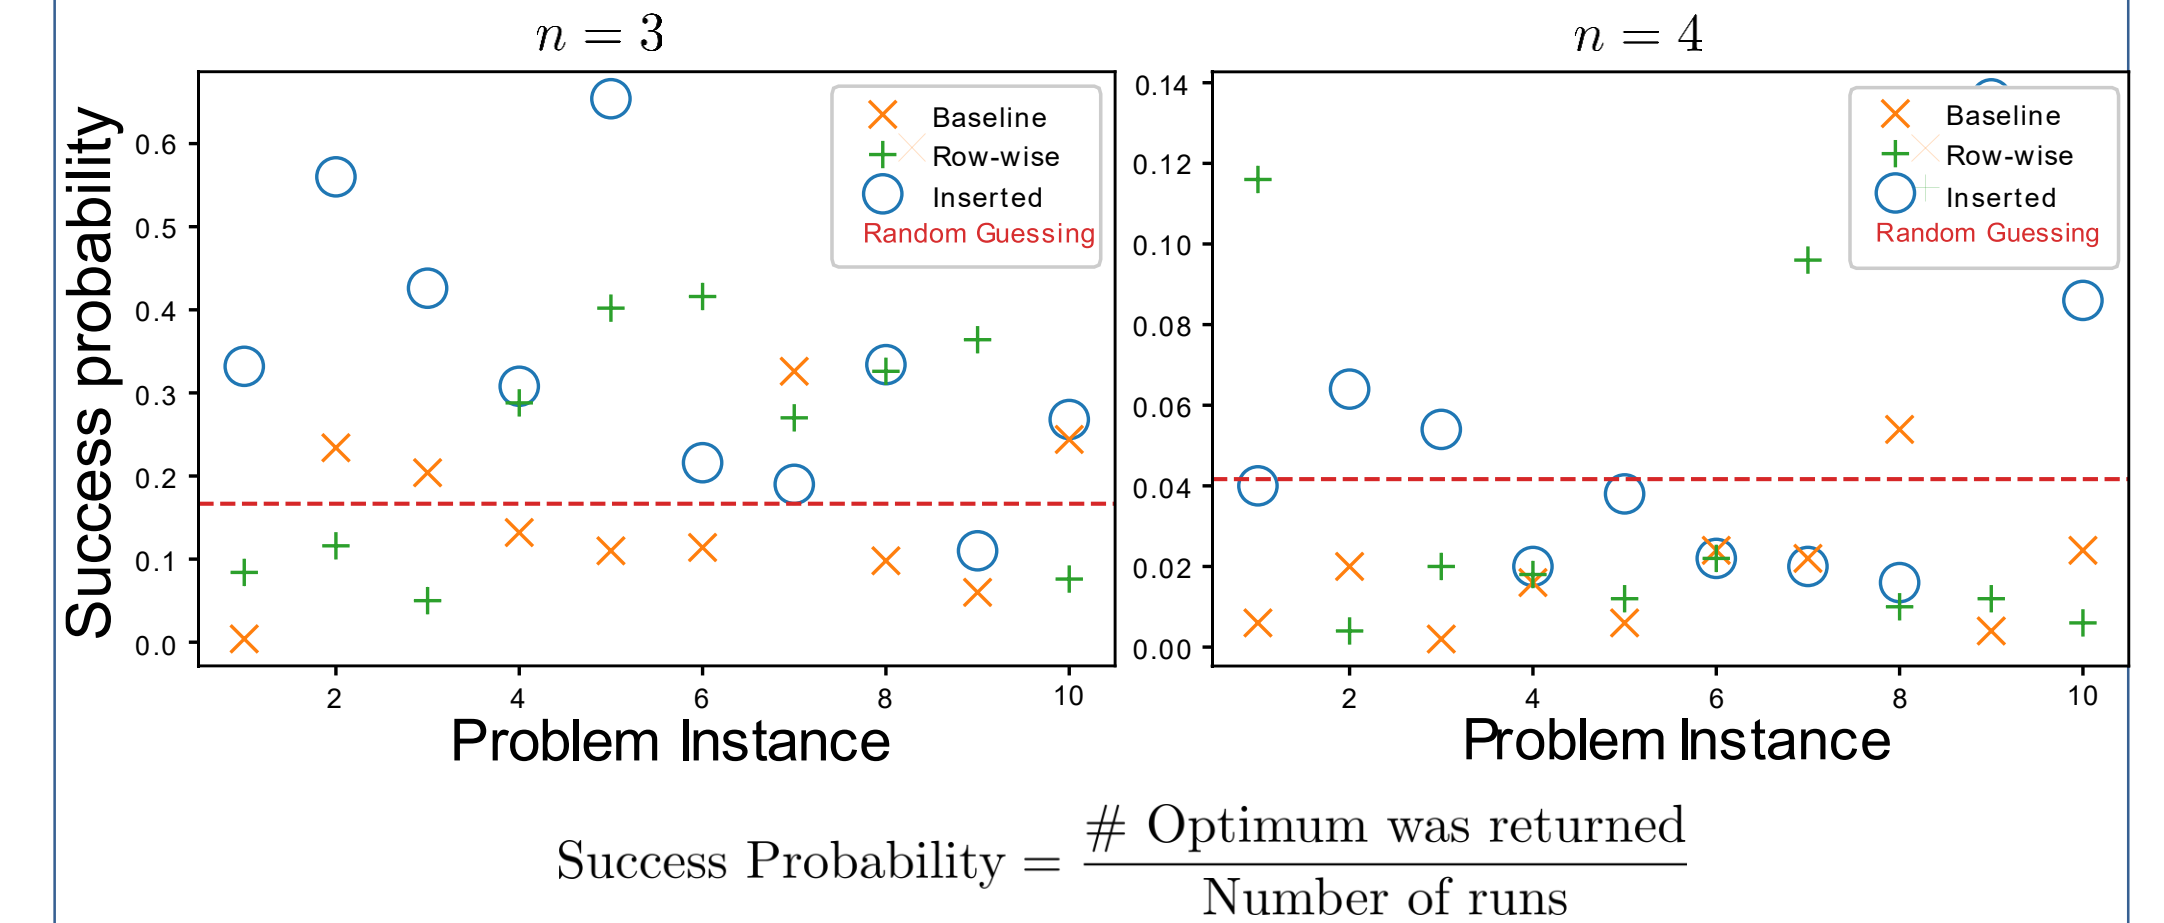 n = 3
Success probability
0.6
0.5
0.4
0.3
0.2
0.1
0.0
Baseline
Row-wise
Inserted
Random Guessing
2 4 6 8 10
Problem Instance
n = 4
0.14
0.12
0.10
0.08
0.06
0.04
0.02
0.00
Baseline
Row-wise
Inserted
Random Guessing
2 4 6 8 10
Problem Instance
Success Probability = # Optimum was returned
Number of runs